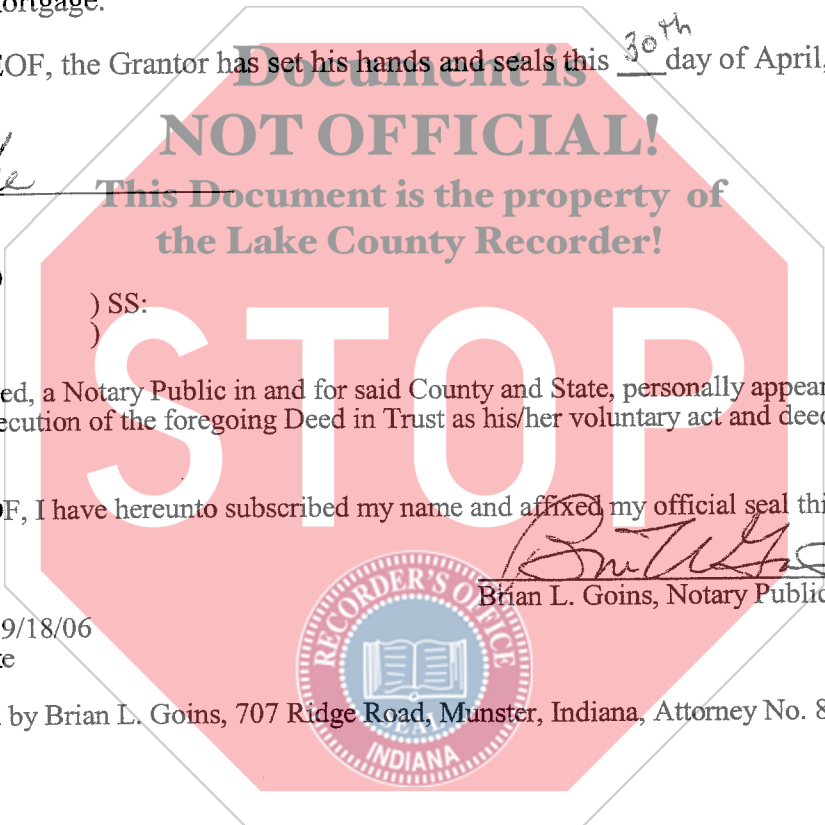 ortgage.
EOF, the Grantor has set his hands and seals this 30th day of April,
Document is
NOT OFFICIAL!
This Document is the property of
the Lake County Recorder!
) SS:
)
STOP
ed, a Notary Public in and for said County and State, personally appear
ecution of the foregoing Deed in Trust as his/her voluntary act and deed
OF, I have hereunto subscribed my name and affixed my official seal thi
Brian L. Goins, Notary Public
RECORDER'S OFFICE
9/18/06
e
by Brian L. Goins, 707 Ridge Road, Munster, Indiana, Attorney No. 8
SEAL
INDIANA